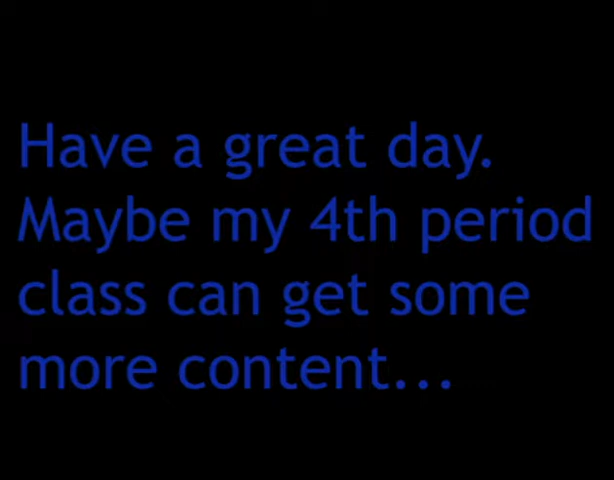 Have a great day.
Maybe my 4th period
class can get some
more content...